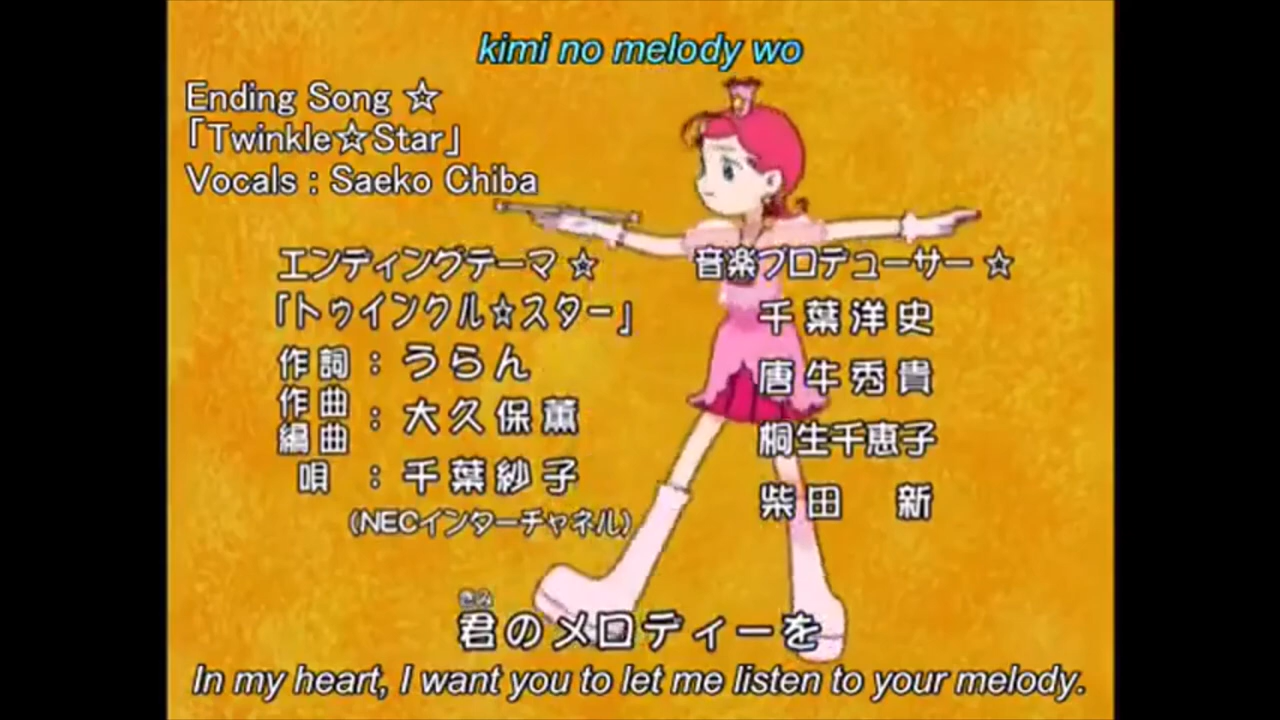 kimi no melody wo
Ending Song ☆
「Twinkle☆Star」
Vocals : Saeko Chiba
エンディングテーマ ☆
「トゥインクル☆スター」
作詞 : うらん
作曲
編曲 : 大久保薫
唄 : 千葉紗子
(NECインターチャネル)
音楽プロデューサー ☆
千葉洋史
唐牛秀貴
桐生千恵子
柴田 新
きみ
君のメロディーを
In my heart, I want you to let me listen to your melody.